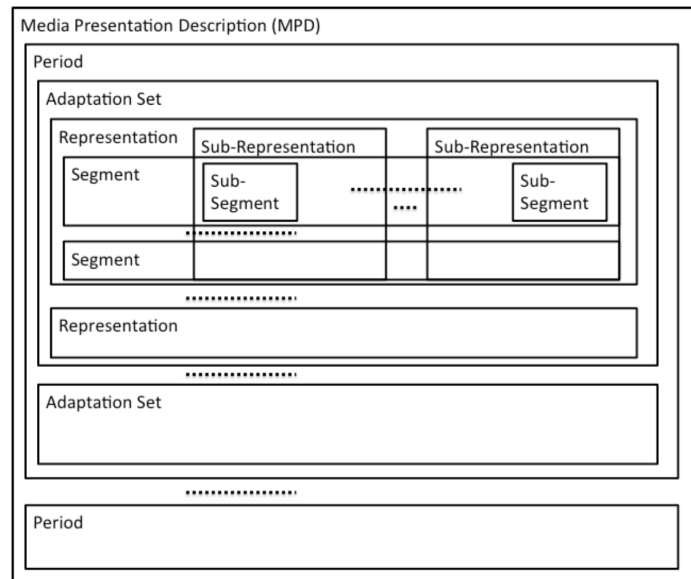 Media Presentation Description (MPD)
Period
Adaptation Set
Representation
Sub-Representation
Sub-Representation
Segment
Sub-
Segment
Sub-
Segment
Segment
Representation
Adaptation Set
Period